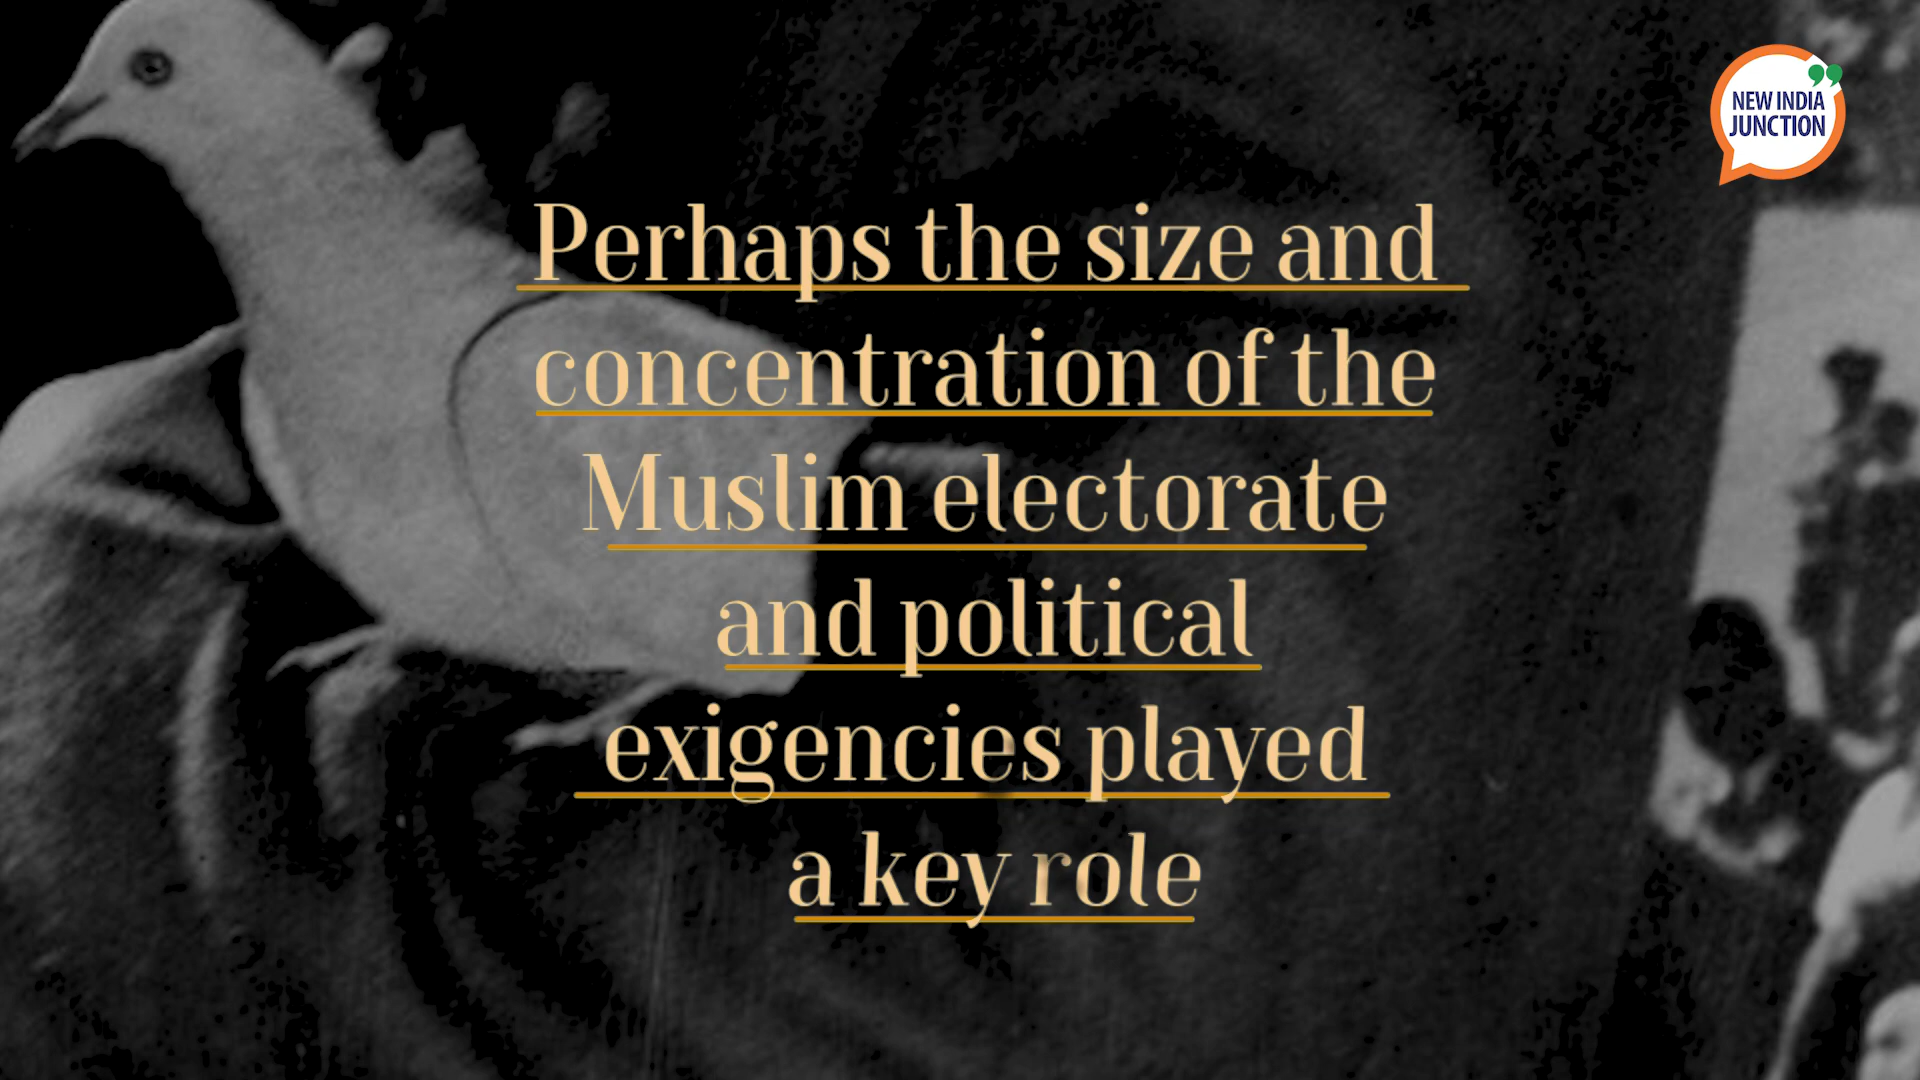 NEW INDIA
JUNCTION
Perhaps the size and
concentration of the
Muslim electorate
and political
exigencies played
a key role